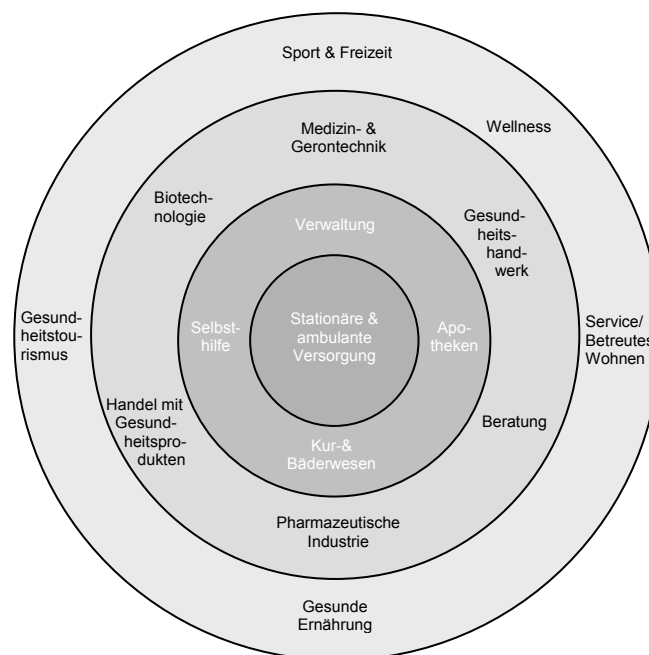 Sport & Freizeit
Wellness
Medizin- &
Gerontechnik
Biotech-
nologie
Gesund-
heits-
hand-
werk
Verwaltung
Gesund-
heitstou-
rismus
Selbst-
hilfe
Stationäre &
ambulante
Versorgung
Apo-
theken
Service/
Betreutes
Wohnen
Handel mit
Gesund-
heitspro-
dukten
Beratung
Kur-&
Bäderwesen
Pharmazeutische
Industrie
Gesunde
Ernährung